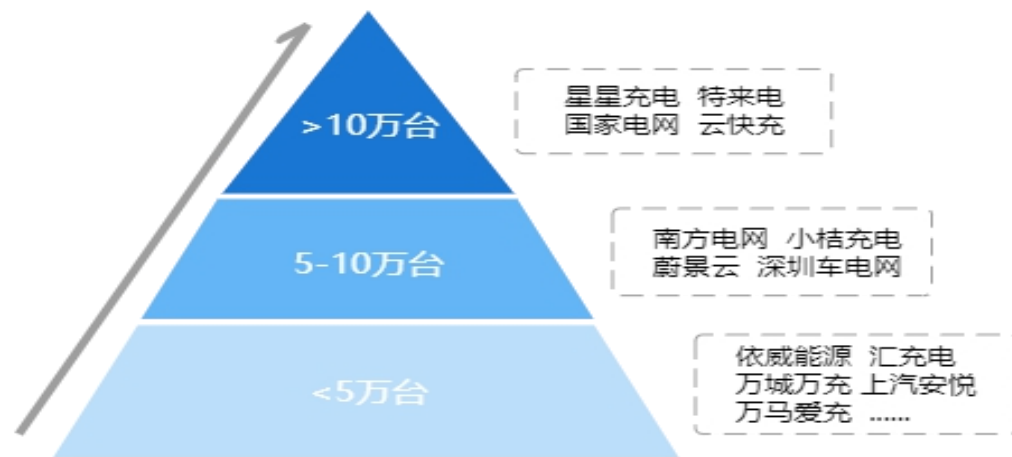 >10万台
星星充电 特来电
国家电网 云快充
5-10万台
南方电网 小桔充电
蔚景云 深圳车电网
<5万台
依威能源 汇充电
万城万充 上汽安悦
万马爱充 ......